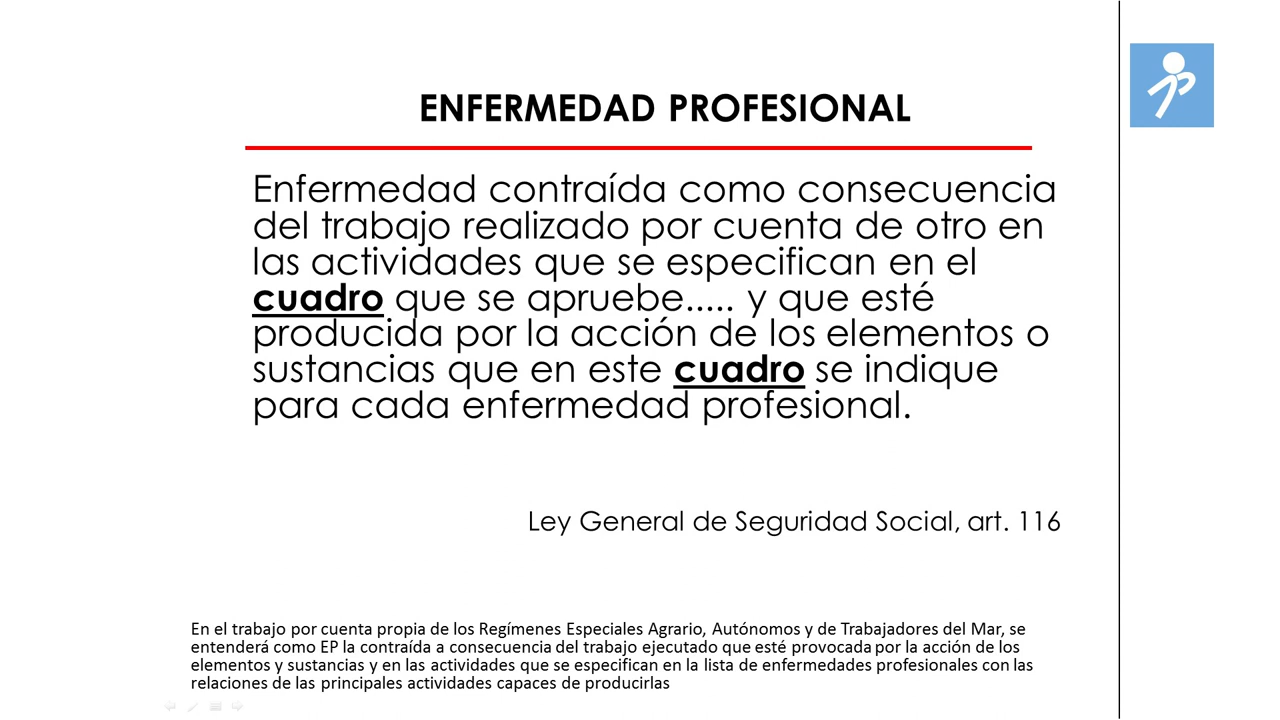 ENFERMEDAD PROFESIONAL
Enfermedad contraída como consecuencia
del trabajo realizado por cuenta de otro en
las actividades que se especifican en el
cuadro que se apruebe..... y que esté
producida por la acción de los elementos o
sustancias que en este cuadro se indique
para cada enfermedad profesional.
Ley General de Seguridad Social, art. 116
En el trabajo por cuenta propia de los Regímenes Especiales Agrario, Autónomos y de Trabajadores del Mar, se
entenderá como EP la contraída a consecuencia del trabajo ejecutado que esté provocada por la acción de los
elementos y sustancias y en las actividades que se especifican en la lista de enfermedades profesionales con las
relaciones de las principales actividades capaces de producirlas